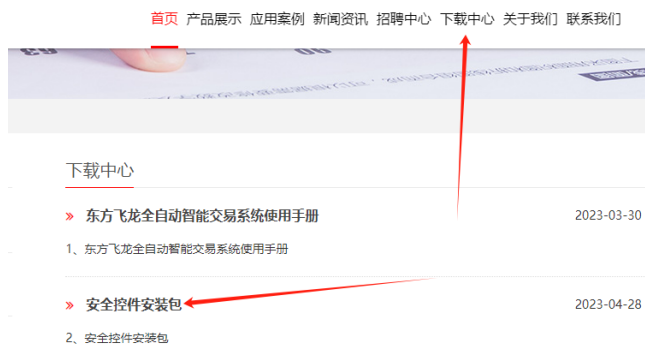 首页 产品展示 应用案例 新闻资讯 招聘中心 下载中心 关于我们 联系我们
下载中心
» 东方飞龙全自动智能交易系统使用手册 2023-03-30
1、东方飞龙全自动智能交易系统使用手册
» 安全控件安装包 2023-04-28
2、安全控件安装包